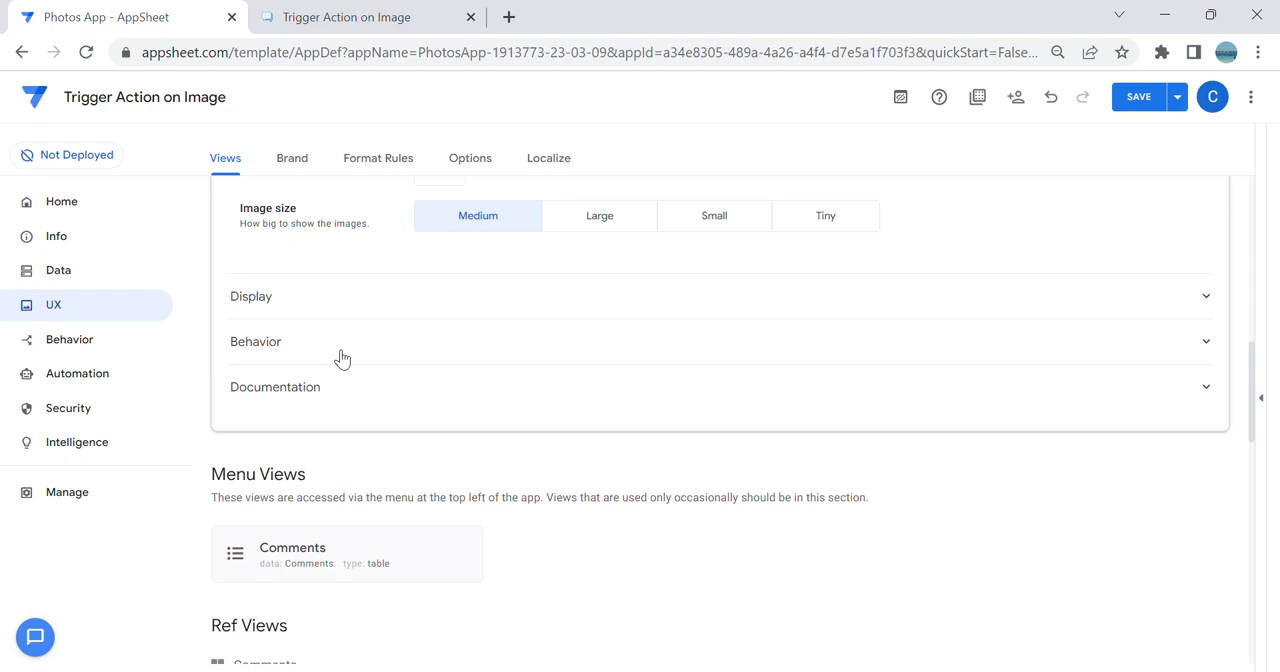 Photos App - AppSheet
Trigger Action on Image
appsheet.com/template/AppDef?appName=PhotosApp-1913773-23-03-09&appId=a34e8305-489a-4a26-a4f4-d7e5a1f703f3&quickStart=False...
Trigger Action on Image
SAVE
C
Not Deployed
Views
Brand
Format Rules
Options
Localize
Home
Info
Data
UX
Behavior
Automation
Security
Intelligence
Manage
Image size
How big to show the images.
Medium
Large
Small
Tiny
Display
Behavior
Documentation
Menu Views
These views are accessed via the menu at the top left of the app. Views that are used only occasionally should be in this section.
Comments
data: Comments type: table
Ref Views
Comments